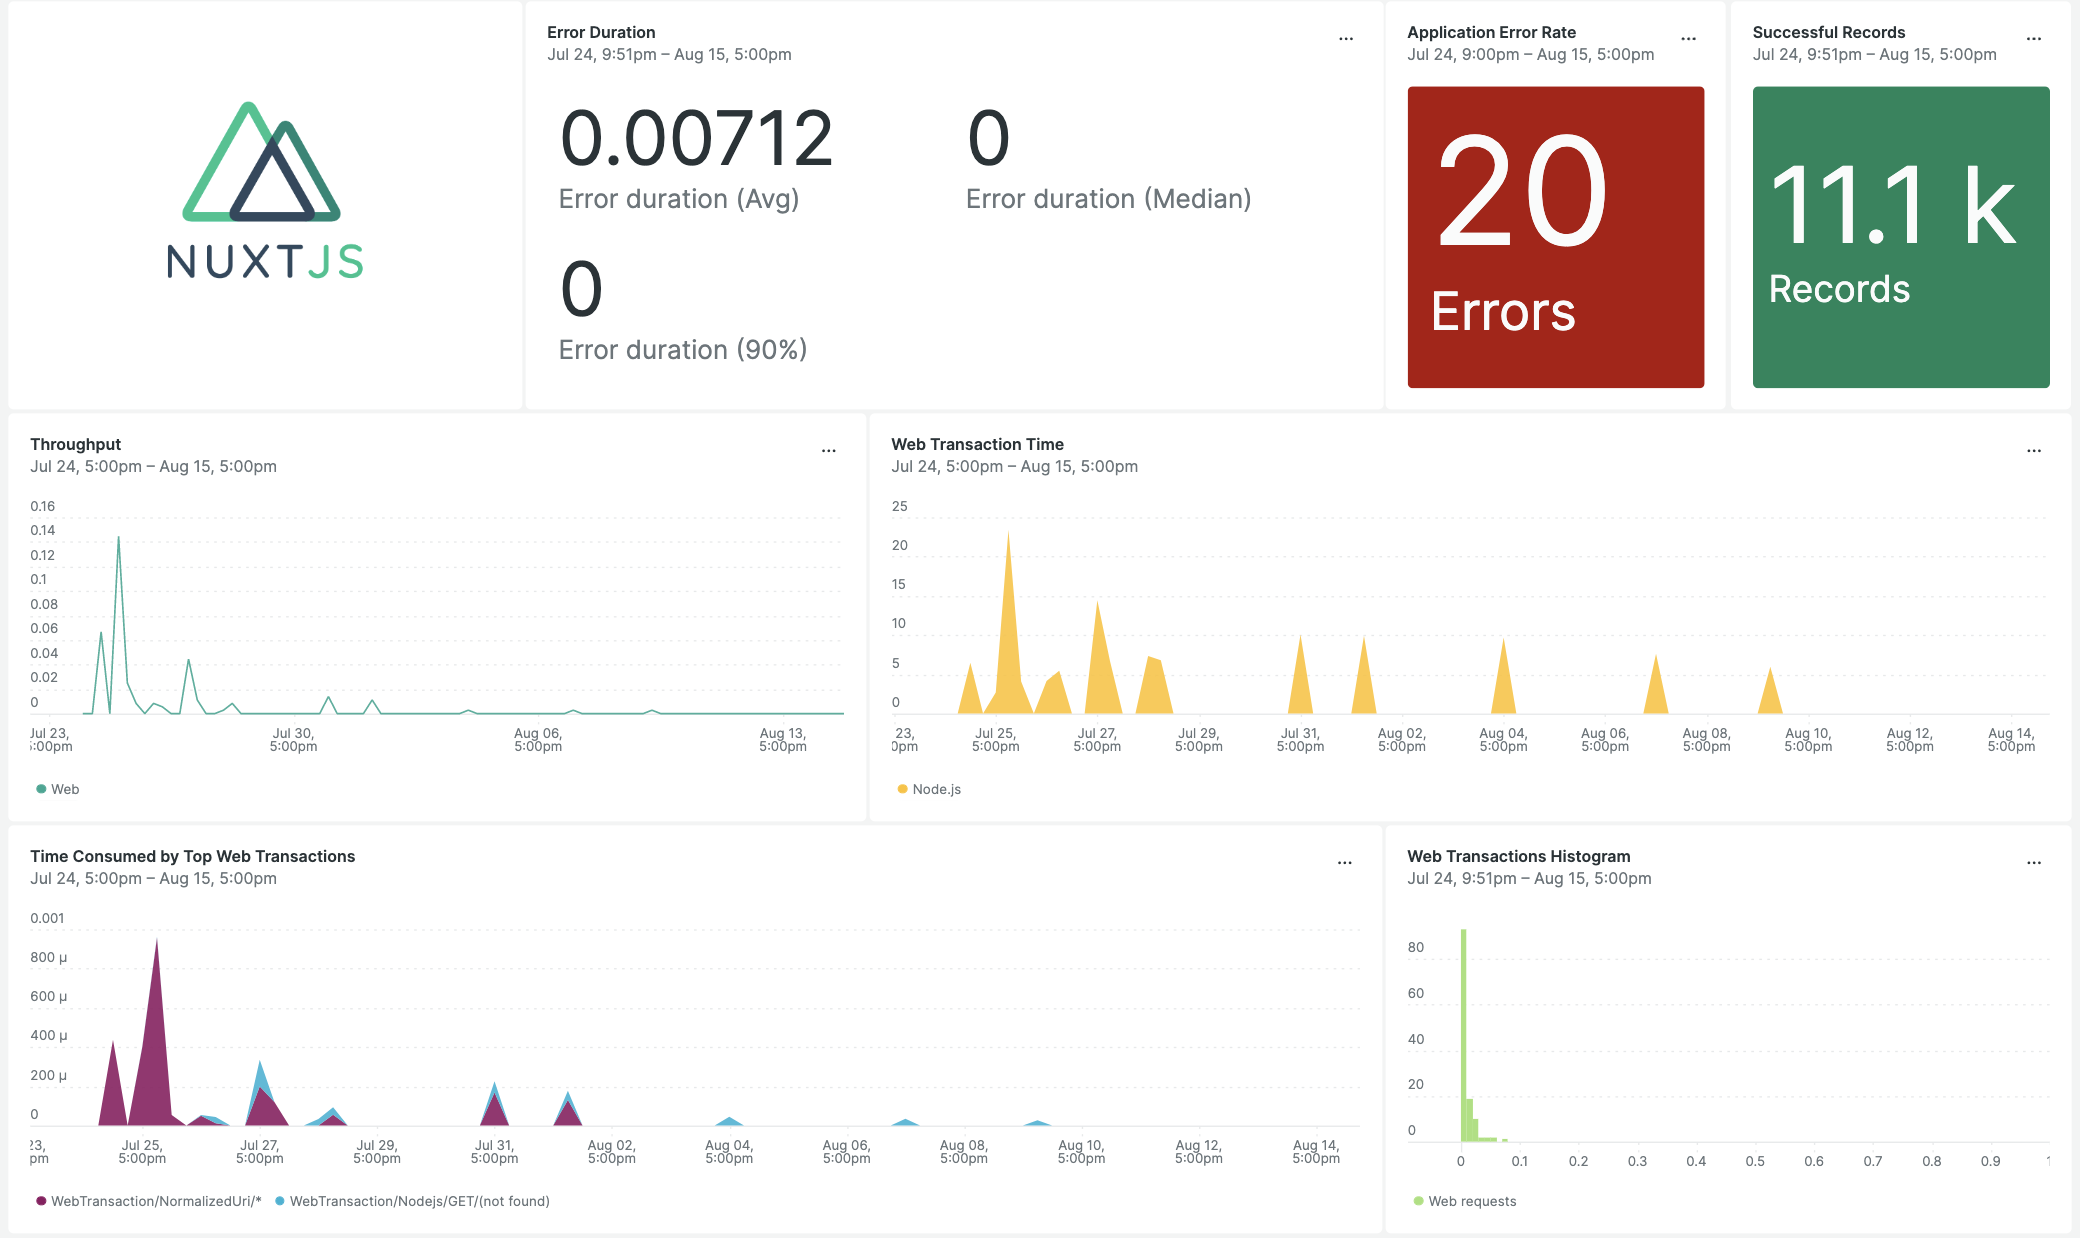 NUXTJS
Error Duration
Jul 24, 9:51pm – Aug 15, 5:00pm
...
0.00712
Error duration (Avg)
0
Error duration (Median)
0
Error duration (90%)
Application Error Rate
Jul 24, 9:00pm – Aug 15, 5:00pm
...
20
Errors
Successful Records
Jul 24, 9:51pm – Aug 15, 5:00pm
...
11.1 k
Records
Throughput
Jul 24, 5:00pm – Aug 15, 5:00pm
...
0.16
0.14
0.12
0.1
0.08
0.06
0.04
0.02
0
Jul 23,
5:00pm
Jul 30,
5:00pm
Aug 06,
5:00pm
Aug 13,
5:00pm
Web
Web Transaction Time
Jul 24, 5:00pm – Aug 15, 5:00pm
...
25
20
15
10
5
0
23,
0pm
Jul 25,
5:00pm
Jul 27,
5:00pm
Jul 29,
5:00pm
Jul 31,
5:00pm
Aug 02,
5:00pm
Aug 04,
5:00pm
Aug 06,
5:00pm
Aug 08,
5:00pm
Aug 10,
5:00pm
Aug 12,
5:00pm
Aug 14,
5:00pm
Node.js
Time Consumed by Top Web Transactions
Jul 24, 5:00pm – Aug 15, 5:00pm
...
0.001
800 µ
600 µ
400 µ
200 µ
0
23,
pm
Jul 25,
5:00pm
Jul 27,
5:00pm
Jul 29,
5:00pm
Jul 31,
5:00pm
Aug 02,
5:00pm
Aug 04,
5:00pm
Aug 06,
5:00pm
Aug 08,
5:00pm
Aug 10,
5:00pm
Aug 12,
5:00pm
Aug 14,
5:00pm
WebTransaction/NormalizedUri/*
WebTransaction/Nodejs/GET/(not found)
Web Transactions Histogram
Jul 24, 9:51pm – Aug 15, 5:00pm
...
80
60
40
20
0
0 0.1 0.2 0.3 0.4 0.5 0.6 0.7 0.8 0.9 1
Web requests